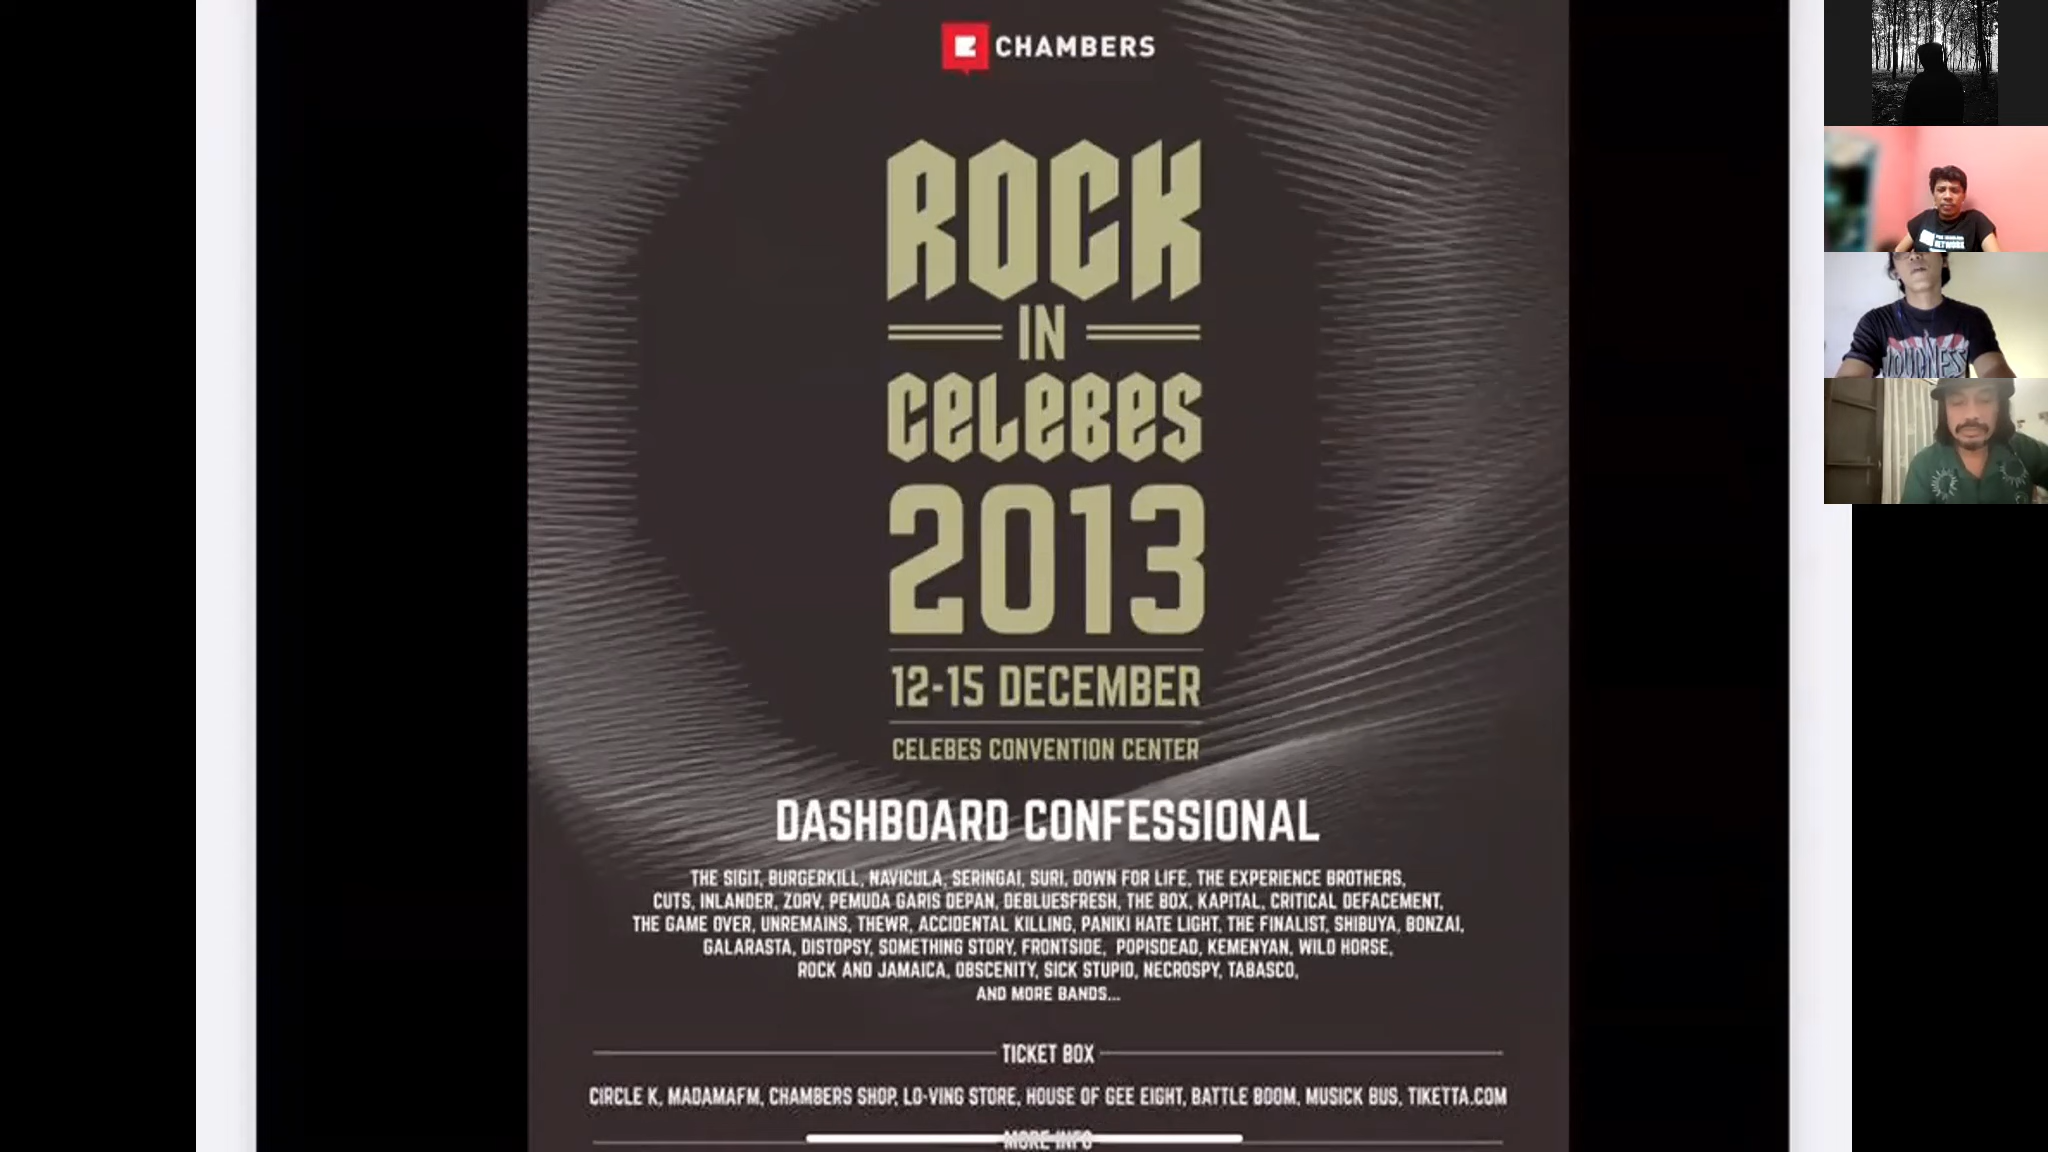 CHAMBERS
ROCK
IN
CELEBES
2013
12-15 DECEMBER
CELEBES CONVENTION CENTER
DASHBOARD CONFESSIONAL
THE SIGIT, BURGERKILL, NAVICULA, SERINGAI, SURI, DOWN FOR LIFE, THE EXPERIENCE BROTHERS,
CUTS, INLANDER, ZORV, PEMUDA GARIS DEPAN, DEBLUESFRESH, THE BOX, KAPITAL, CRITICAL DEFACEMENT,
THE GAME OVER, UNREMAINS, THEWR, ACCIDENTAL KILLING, PANIKI HATE LIGHT, THE FINALIST, SHIBUYA, BONZAI,
GALARASTA, DISTOPSY, SOMETHING STORY, FRONTSIDE, POPISDEAD, KEMENYAN, WILD HORSE,
ROCK AND JAMAICA, OBSCENITY, SICK STUPID, NECROSPY, TABASCO,
AND MORE BANDS...
TICKET BOX
CIRCLE K, MADAMAFM, CHAMBERS SHOP, LO-VING STORE, HOUSE OF GEE EIGHT, BATTLE BOOM, MUSICK BUS, TIKETTA.COM
MORE INFO
NETWORK
LOUDNESS